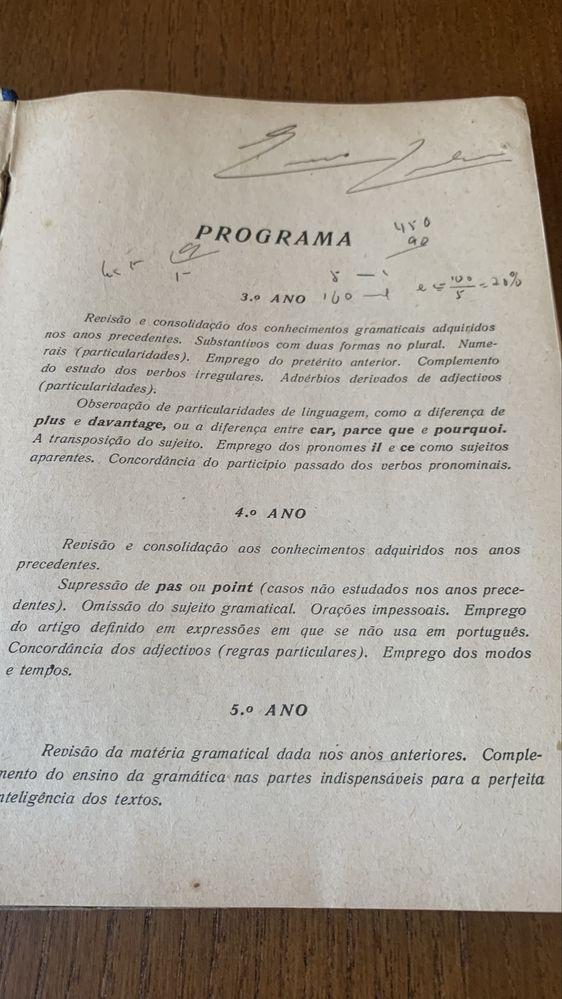 PROGRAMA
450
90
3.º ANO
e = 100/5 = 20%
Revisão e consolidação dos conhecimentos gramaticais adquiridos
nos anos precedentes. Substantivos com duas formas no plural. Nume-
rais (particularidades). Emprego do pretérito anterior. Complemento
do estudo dos verbos irregulares. Advérbios derivados de adjectivos
(particularidades).
Observação de particularidades de linguagem, como a diferença de
plus e davantage, ou a diferença entre car, parce que e pourquoi.
A transposição do sujeito. Emprego dos pronomes il e ce como sujeitos
aparentes. Concordância do particípio passado dos verbos pronominais.
4.º ANO
Revisão e consolidação aos conhecimentos adquiridos nos anos
precedentes.
Supressão de pas ou point (casos não estudados nos anos prece-
dentes). Omissão do sujeito gramatical. Orações impessoais. Emprego
do artigo definido em expressões em que se não usa em português.
Concordância dos adjectivos (regras particulares). Emprego dos modos
e tempos.
5.º ANO
Revisão da matéria gramatical dada nos anos anteriores. Comple-
mento do ensino da gramática nas partes indispensáveis para a perfeita
nteligência dos textos.